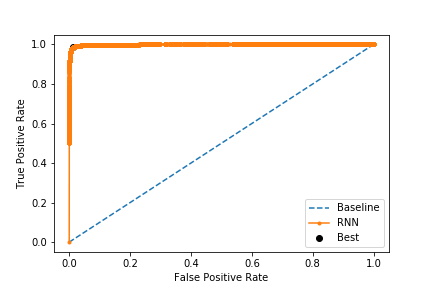 1.0
0.8
0.6
0.4
0.2
0.0
True Positive Rate
0.0 0.2 0.4 0.6 0.8 1.0
False Positive Rate
Baseline
RNN
Best